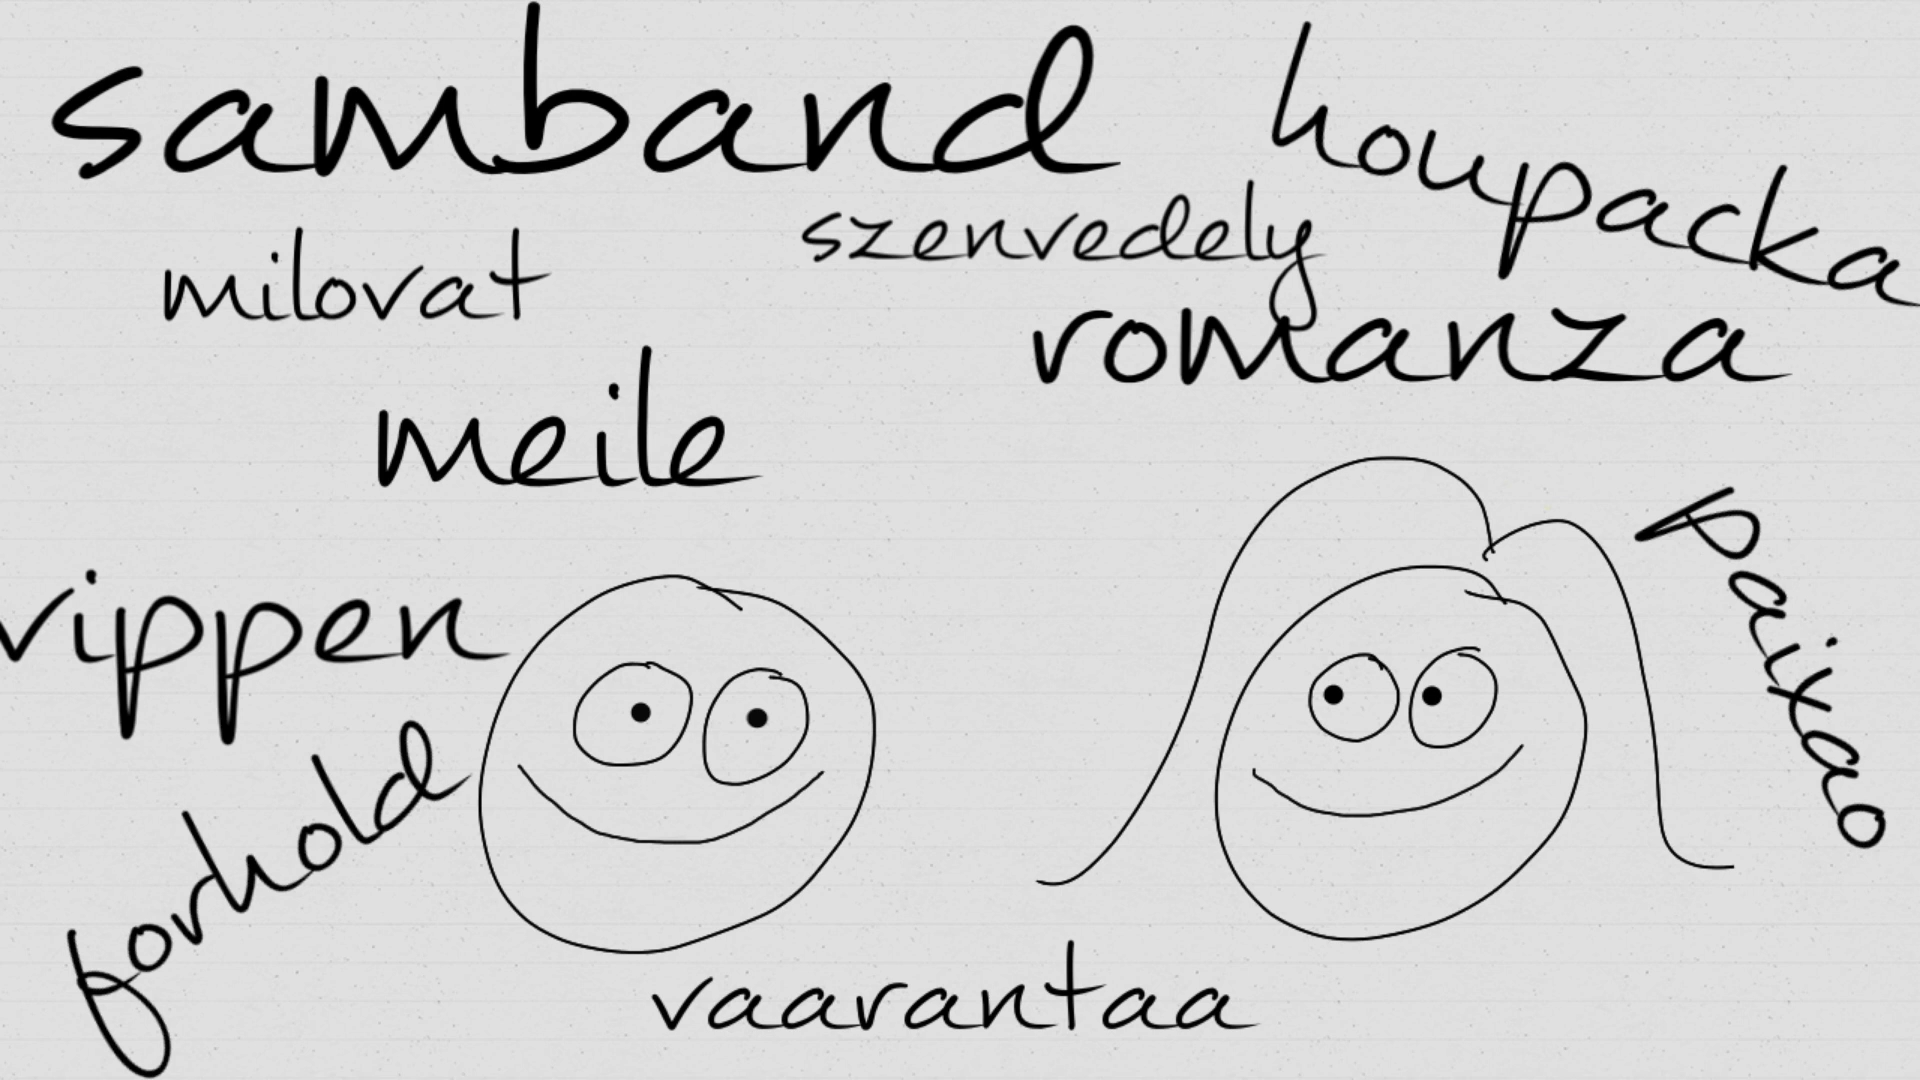 samband
houpacka
milovat
szenvedely
romanza
meile
paixao
vippen
forhold
vaarantaa